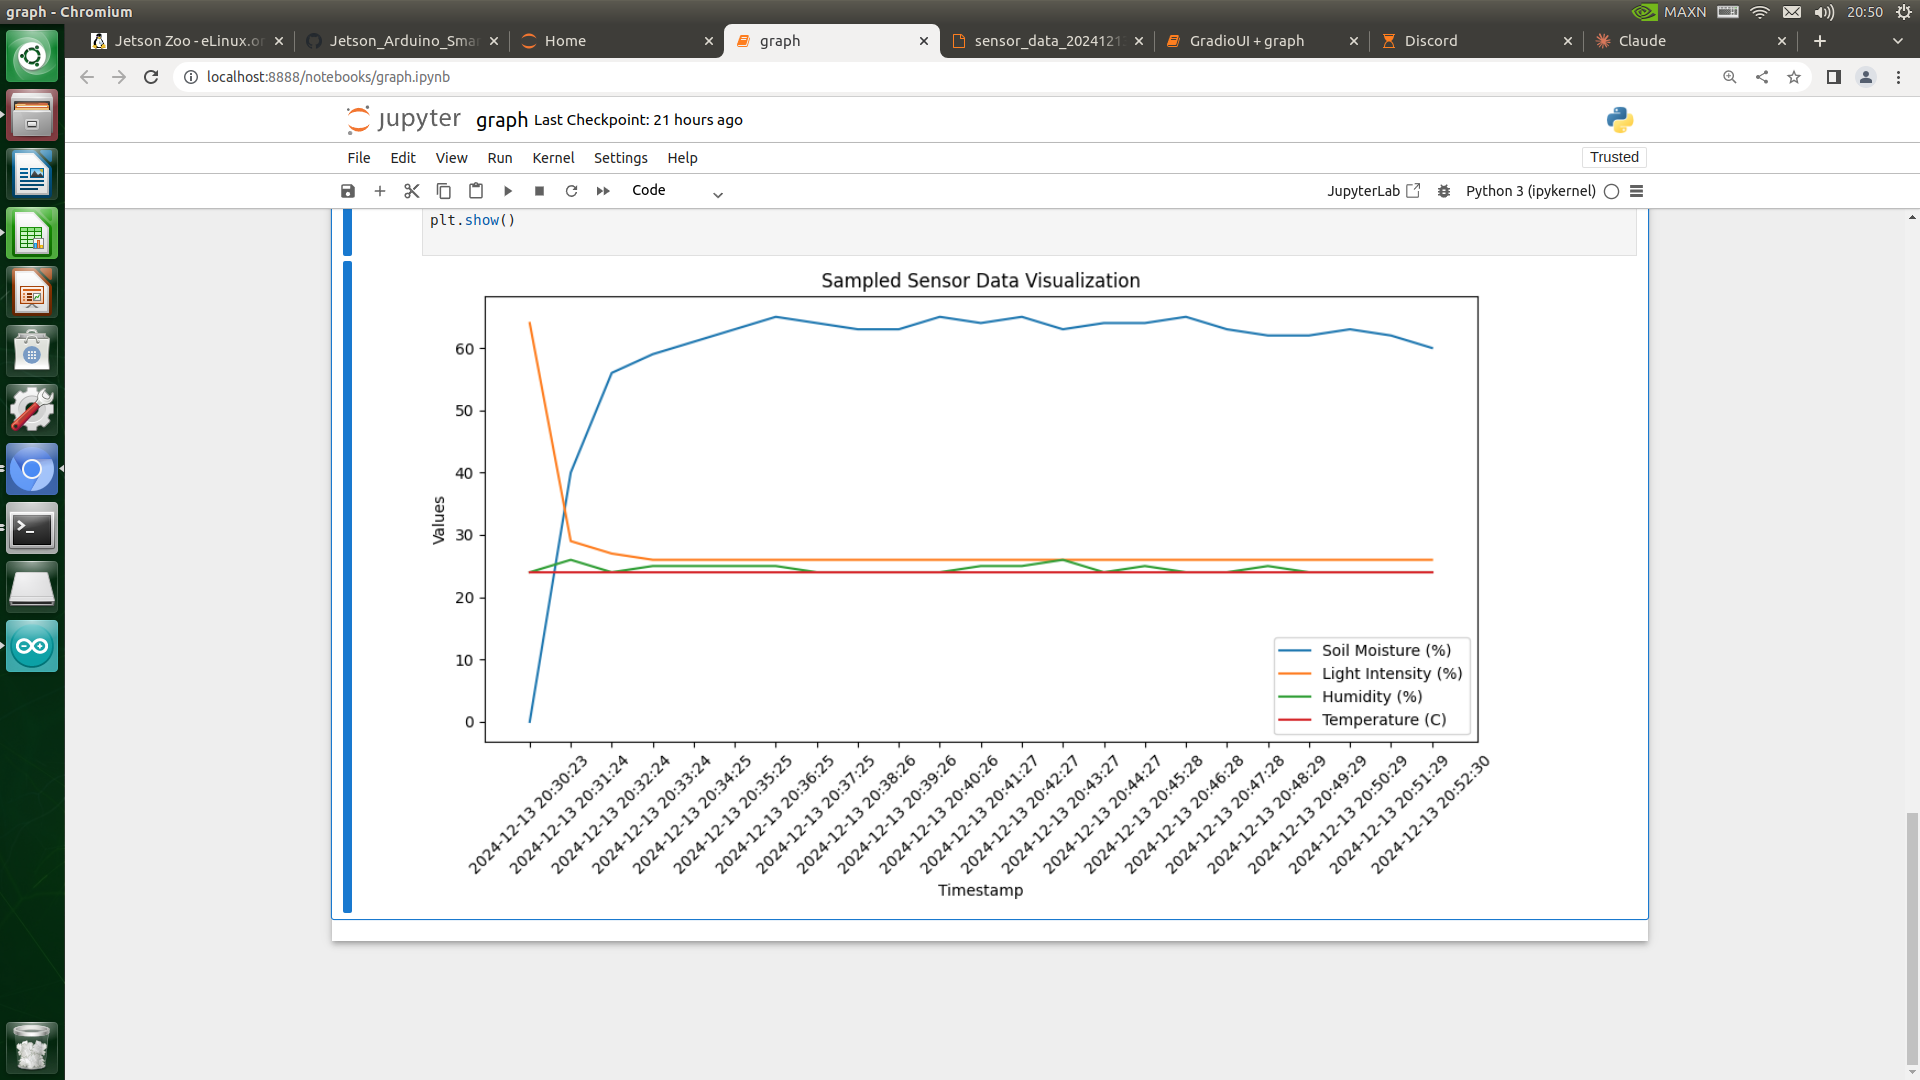 graph - Chromium
MAXN
20:50
Jetson Zoo - eLinux.or
Jetson_Arduino_Smar
Home
graph
sensor_data_2024121
GradioUI + graph
Discord
Claude
localhost:8888/notebooks/graph.ipynb
jupyter graph Last Checkpoint: 21 hours ago
File Edit View Run Kernel Settings Help
Trusted
Code
JupyterLab
Python 3 (ipykernel)
plt.show()
Sampled Sensor Data Visualization
60
50
40
30
20
10
0
Values
Soil Moisture (%)
Light Intensity (%)
Humidity (%)
Temperature (C)
2024-12-13 20:30:23
2024-12-13 20:31:24
2024-12-13 20:32:24
2024-12-13 20:33:24
2024-12-13 20:34:25
2024-12-13 20:35:25
2024-12-13 20:36:25
2024-12-13 20:37:25
2024-12-13 20:38:26
2024-12-13 20:39:26
2024-12-13 20:40:26
2024-12-13 20:41:27
2024-12-13 20:42:27
2024-12-13 20:43:27
2024-12-13 20:44:27
2024-12-13 20:45:28
2024-12-13 20:46:28
2024-12-13 20:47:28
2024-12-13 20:48:29
2024-12-13 20:49:29
2024-12-13 20:50:29
2024-12-13 20:51:29
2024-12-13 20:52:30
Timestamp